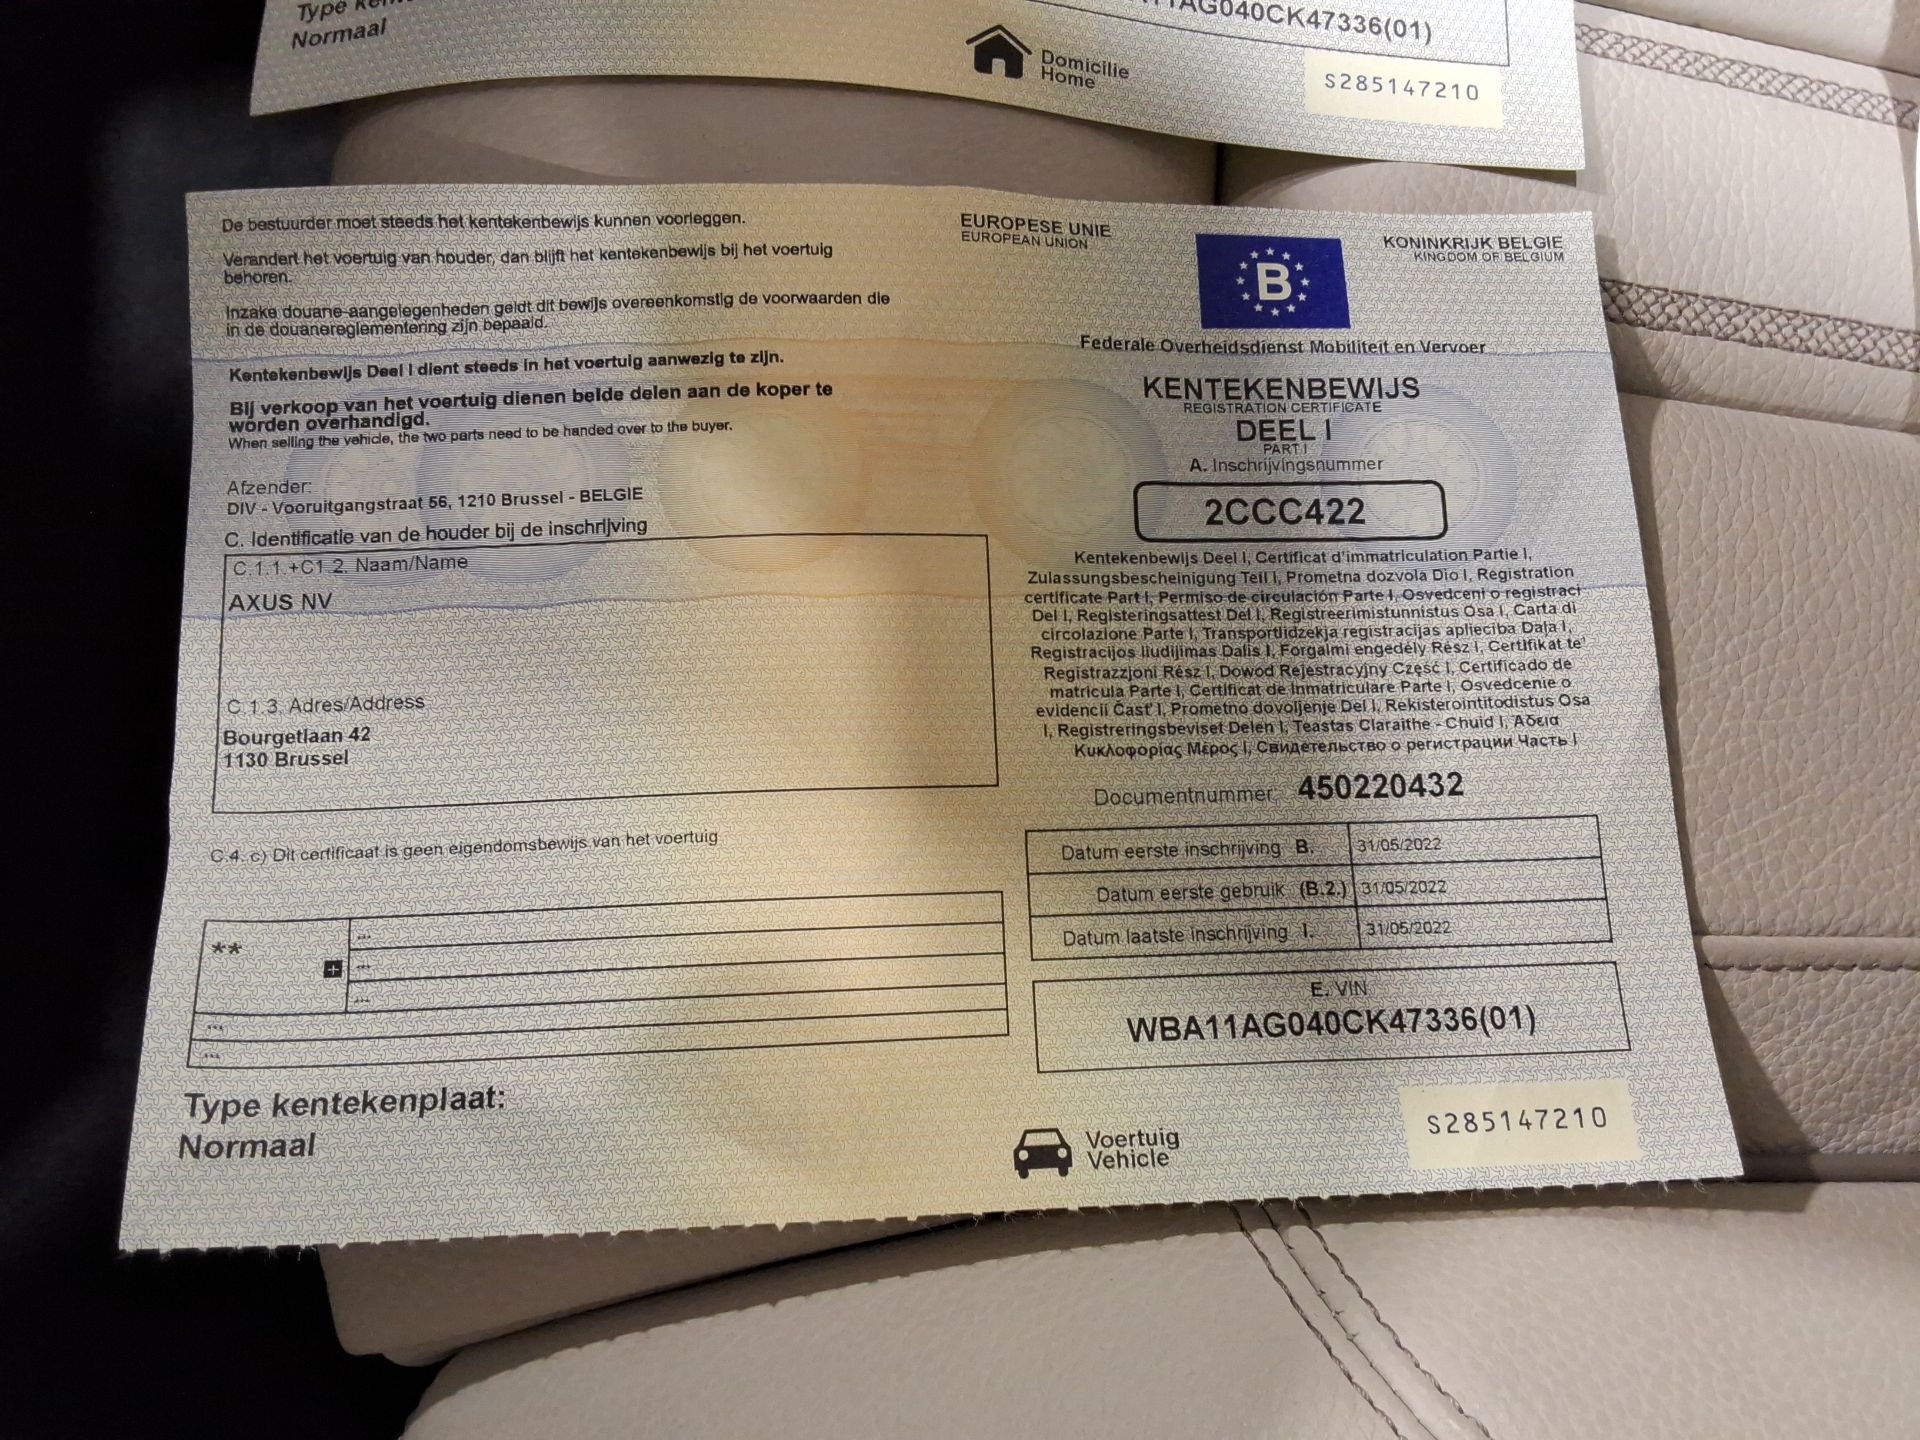 Type
Normaal
AG040CK47336(01)
Domicilie
Home
S285147210
De bestuurder moet steeds het kentekenbewijs kunnen voorleggen.
Verandert het voertuig van houder, dan blijft het kentekenbewijs bij het voertuig
behoren.
Inzake douane-aangelegenheden geldt dit bewijs overeenkomstig de voorwaarden die
in de douanereglementering zijn bepaald.
Kentekenbewijs Deel I dient steeds in het voertuig aanwezig te zijn.
Bij verkoop van het voertuig dienen beide delen aan de koper te
worden overhandigd.
When selling the vehicle, the two parts need to be handed over to the buyer.
Afzender:
DIV - Vooruitgangstraat 56, 1210 Brussel - BELGIE
C. Identificatie van de houder bij de inschrijving
C.1.1.+C1.2. Naam/Name
AXUS NV
C.1.3. Adres/Address
Bourgetlaan 42
1130 Brussel
C.4. c) Dit certificaat is geen eigendomsbewijs van het voertuig
**
...
...
...
...
...
Type kentekenplaat:
Normaal
EUROPESE UNIE
EUROPEAN UNION
B
KONINKRIJK BELGIE
KINGDOM OF BELGIUM
Federale Overheidsdienst Mobiliteit en Vervoer
KENTEKENBEWIJS
REGISTRATION CERTIFICATE
DEEL I
PART I
A. Inschrijvingsnummer
2CCC422
Kentekenbewijs Deel I, Certificat d'immatriculation Partie I,
Zulassungsbescheinigung Teil I, Prometna dozvola Dio I, Registration
certificate Part I, Permiso de circulación Parte I, Osvedcení o registraci
Del I, Registeringsattest Del I, Registreerimistunnistus Osa I, Carta di
circolazione Parte I, Transportlidzekja registracijas aplieciba Daļa I,
Registracijos liudijimas Dalis I, Forgalmi engedély Rész I, Certifikat te'
Registrazzjoni Rész I, Dowod Rejestracyjny Część I, Certificado de
matricula Parte I, Certificat de Inmatriculare Parte I, Osvedcenie o
evidencii Časť I, Prometno dovoljenje Del I, Rekisterointitodistus Osa
I, Registreringsbeviset Delen I, Teastas Claraithe - Chuid I, Άδεια
Κυκλοφορίας Μέρος I, Свидетельство о регистрации Часть I
Documentnummer: 450220432
Datum eerste inschrijving B. 31/05/2022
Datum eerste gebruik (B.2.) 31/05/2022
Datum laatste inschrijving I. 31/05/2022
E. VIN
WBA11AG040CK47336(01)
Voertuig
Vehicle
S285147210